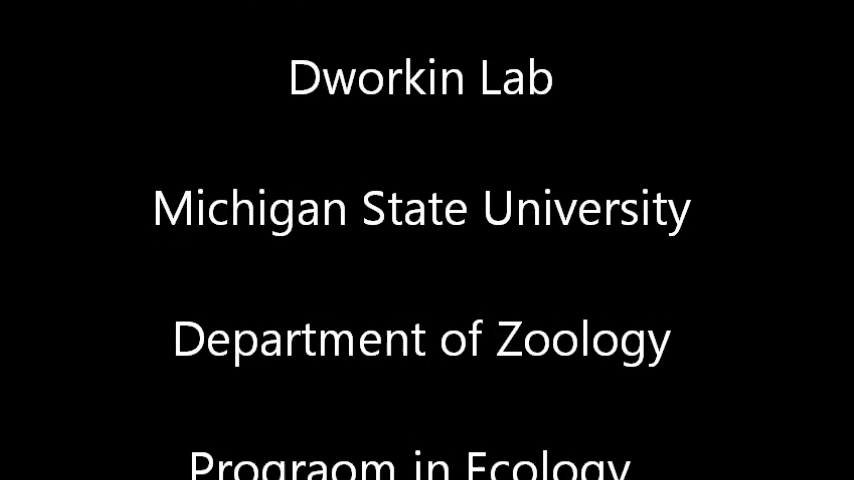 Dworkin Lab
Michigan State University
Department of Zoology
Prograom in Ecology